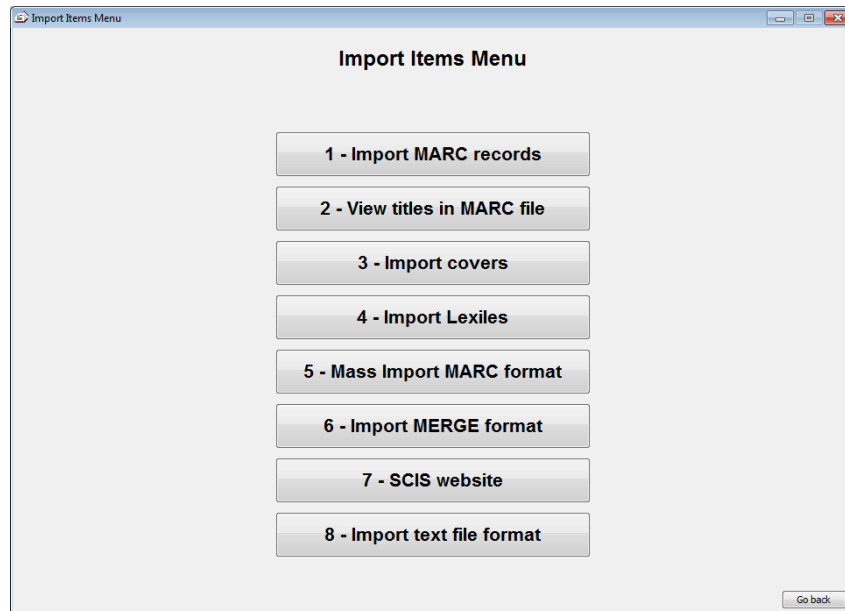 Import Items Menu
Import Items Menu
1 - Import MARC records
2 - View titles in MARC file
3 - Import covers
4 - Import Lexiles
5 - Mass Import MARC format
6 - Import MERGE format
7 - SCIS website
8 - Import text file format
Go back